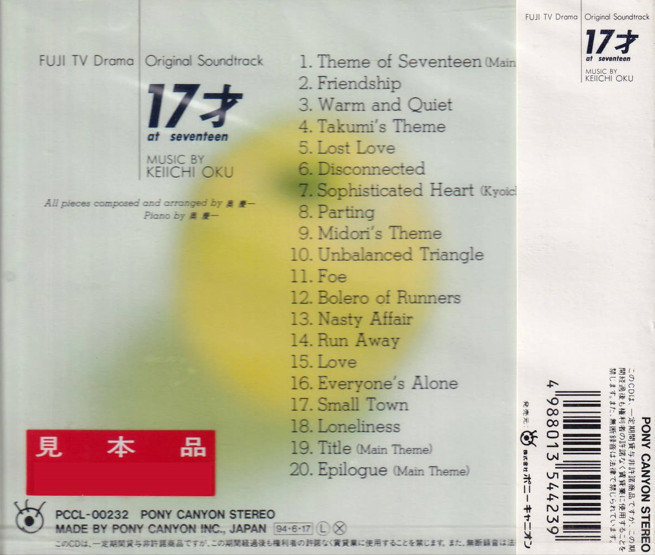 FUJI TV Drama Original Soundtrack
17才
at seventeen
MUSIC BY
KEIICHI OKU
All pieces composed and arranged by 奥 慶一
Piano by 奥 慶一
1. Theme of Seventeen (Main
2. Friendship
3. Warm and Quiet
4. Takumi's Theme
5. Lost Love
6. Disconnected
7. Sophisticated Heart (Kyoic
8. Parting
9. Midori's Theme
10. Unbalanced Triangle
11. Foe
12. Bolero of Runners
13. Nasty Affair
14. Run Away
15. Love
16. Everyone's Alone
17. Small Town
18. Loneliness
19. Title (Main Theme)
20. Epilogue (Main Theme)
見本品
PCCL-00232 PONY CANYON STEREO
MADE BY PONY CANYON INC., JAPAN 94-6-17 L X
このCDは、一定期間貸与非許諾商品ですが、この期間経過後も権利者の許諾なく賃貸業に使用することを禁じます。また、無断録音は法
FUJI TV Drama Original Soundtrack
17才
at seventeen
MUSIC BY
KEIICHI OKU
PONY CANYON STEREO
このCDは、一定期間貸与非許諾商品ですが、この期
間経過後も権利者の許諾なく賃貸業に使用することを
禁じます。また、無断録音は法律で禁じられています。
4988013544239
発売元
株式会社ポニーキャニオン